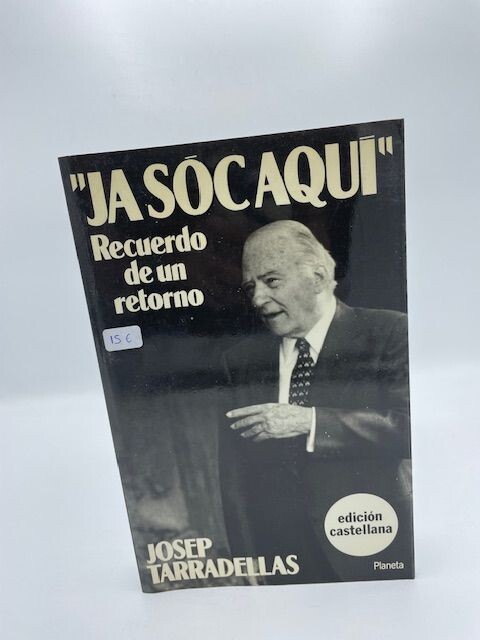 "JA SÓC AQUÍ"
Recuerdo
de un
retorno
15 €
edición
castellana
JOSEP
TARRADELLAS
Planeta